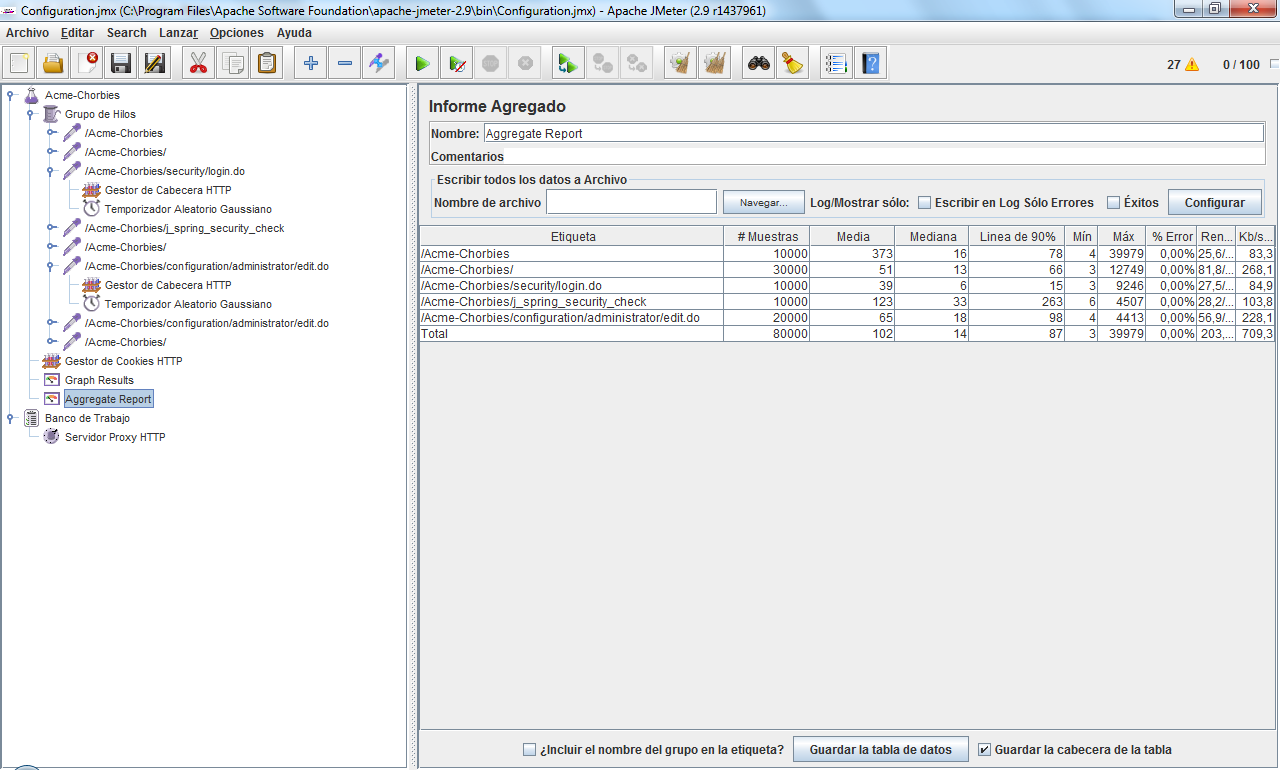 Configuration.jmx (C:\Program Files\Apache Software Foundation\apache-jmeter-2.9\bin\Configuration.jmx) - Apache JMeter (2.9 r1437961)
Archivo Editar Search Lanzar Opciones Ayuda
27 0 / 100
Acme-Chorbies
Grupo de Hilos
/Acme-Chorbies
/Acme-Chorbies/
/Acme-Chorbies/security/login.do
Gestor de Cabecera HTTP
Temporizador Aleatorio Gaussiano
/Acme-Chorbies/j_spring_security_check
/Acme-Chorbies/
/Acme-Chorbies/configuration/administrator/edit.do
Gestor de Cabecera HTTP
Temporizador Aleatorio Gaussiano
/Acme-Chorbies/configuration/administrator/edit.do
/Acme-Chorbies/
Gestor de Cookies HTTP
Graph Results
Aggregate Report
Banco de Trabajo
Servidor Proxy HTTP
Informe Agregado
Nombre: Aggregate Report
Comentarios
Escribir todos los datos a Archivo
Nombre de archivo Navegar... Log/Mostrar sólo: Escribir en Log Sólo Errores Éxitos Configurar
Etiqueta # Muestras Media Mediana Linea de 90% Mín Máx % Error Ren... Kb/s...
/Acme-Chorbies 10000 373 16 78 4 39979 0,00% 25,6/... 83,3
/Acme-Chorbies/ 30000 51 13 66 3 12749 0,00% 81,8/... 268,1
/Acme-Chorbies/security/login.do 10000 39 6 15 3 9246 0,00% 27,5/... 84,9
/Acme-Chorbies/j_spring_security_check 10000 123 33 263 6 4507 0,00% 28,2/... 103,8
/Acme-Chorbies/configuration/administrator/edit.do 20000 65 18 98 4 4413 0,00% 56,9/... 228,1
Total 80000 102 14 87 3 39979 0,00% 203,... 709,3
¿Incluir el nombre del grupo en la etiqueta? Guardar la tabla de datos Guardar la cabecera de la tabla